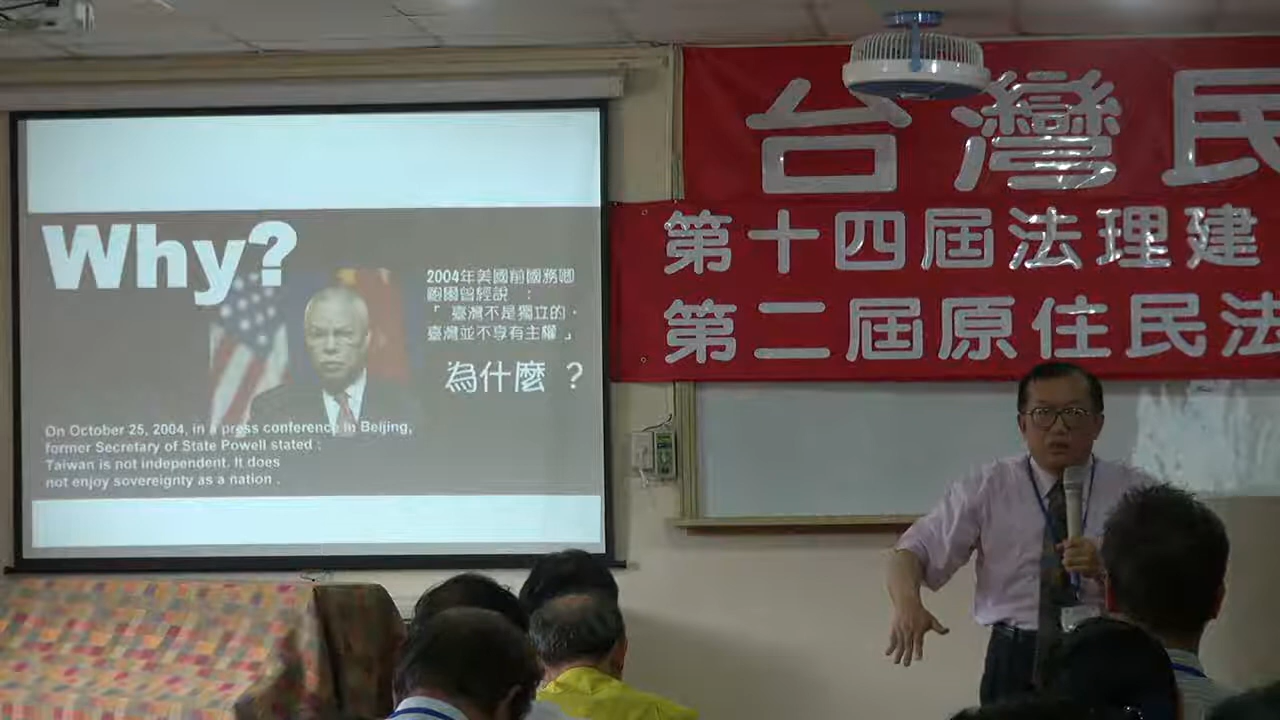 Why?
2004年美國前國務卿
鮑爾曾經說 ：
「 臺灣不是獨立的，
臺灣並不享有主權 」
為什麼 ？
On October 25, 2004, in a press conference in Beijing,
former Secretary of State Powell stated :
Taiwan is not independent. It does
not enjoy sovereignty as a nation .
台灣民
第十四屆法理建
第二屆原住民法